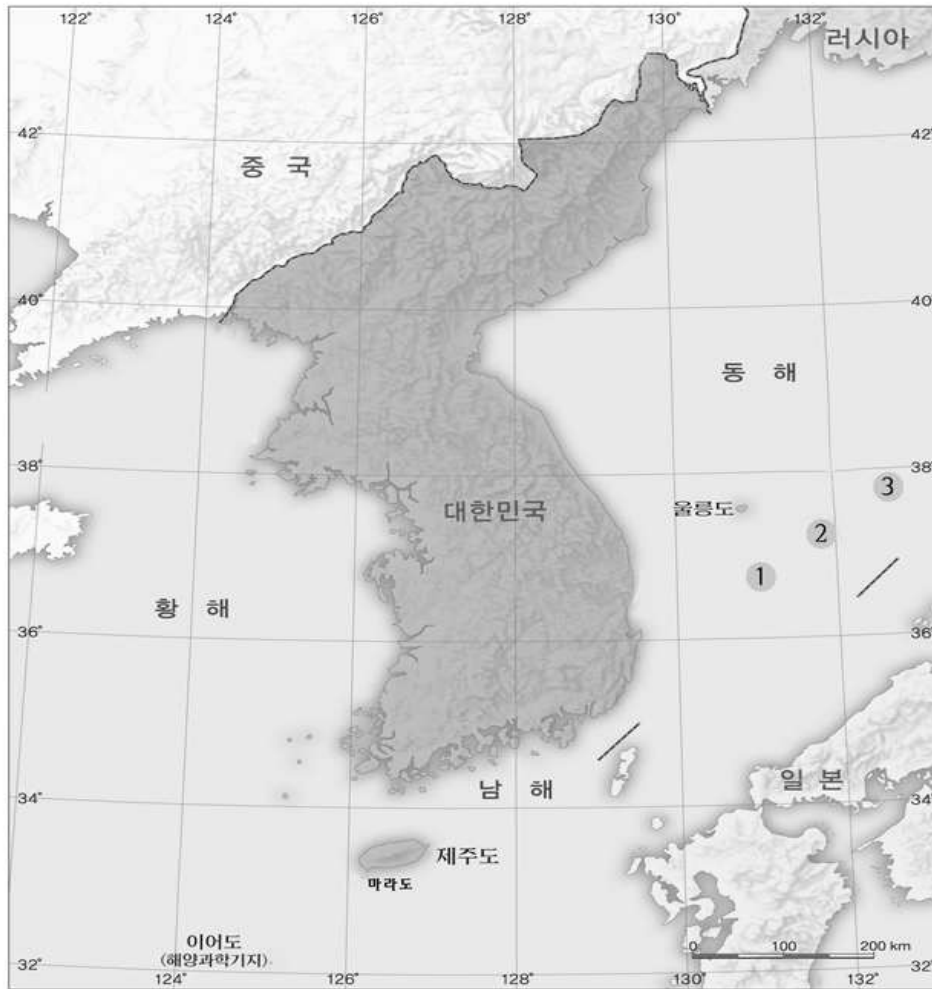 122° 124° 126° 128° 130° 132°
러시아
42° 42°
중 국
40° 40°
동 해
38° 38°
3
대한민국
울릉도
2
1
황 해
36° 36°
남 해
일 본
34° 34°
제주도
마라도
이어도
0 100 200 km
(해양과학기지)
32° 32°
124° 126° 128° 130° 132°